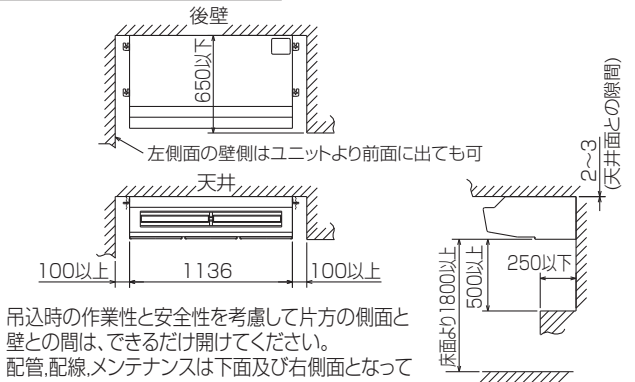 後壁
650以下
左側面の壁側はユニットより前面に出ても可
天井
100以上
1136
100以上
2〜3
(天井面との隙間)
床面より1800以上
500以上
250以下
吊込時の作業性と安全性を考慮して片方の側面と
壁との間は、できるだけ開けてください。
配管,配線,メンテナンスは下面及び右側面となって